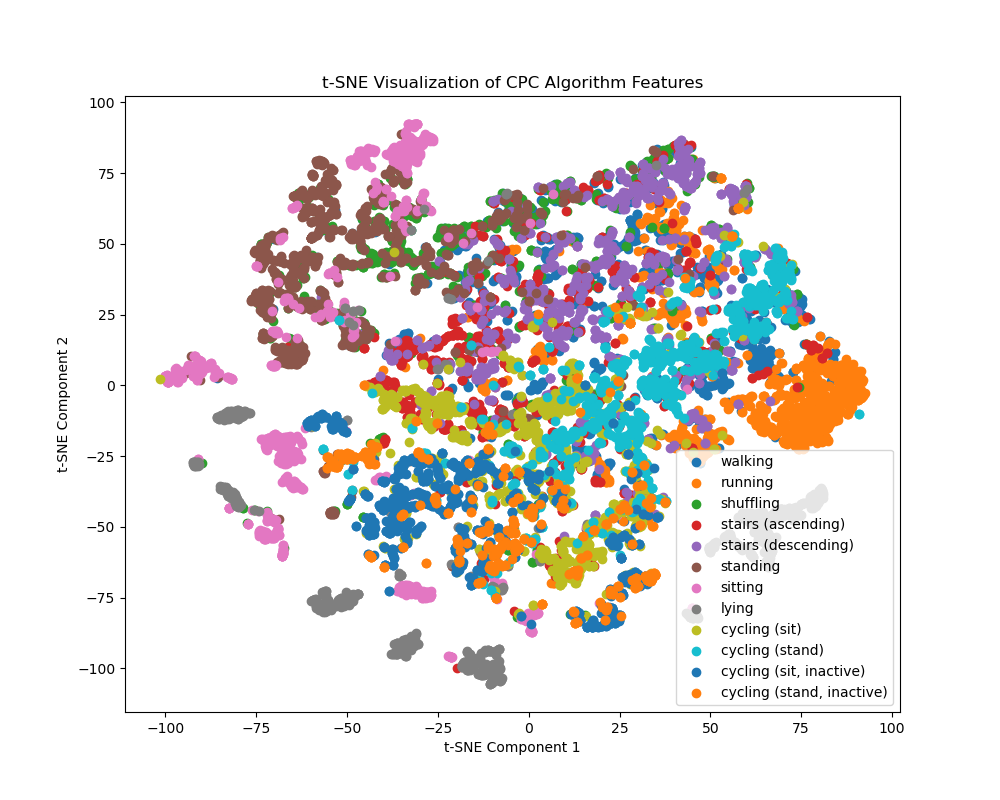 t-SNE Visualization of CPC Algorithm Features
t-SNE Component 2
100
75
50
25
0
−25
−50
−75
−100
walking
running
shuffling
stairs (ascending)
stairs (descending)
standing
sitting
lying
cycling (sit)
cycling (stand)
cycling (sit, inactive)
cycling (stand, inactive)
−100 −75 −50 −25 0 25 50 75 100
t-SNE Component 1